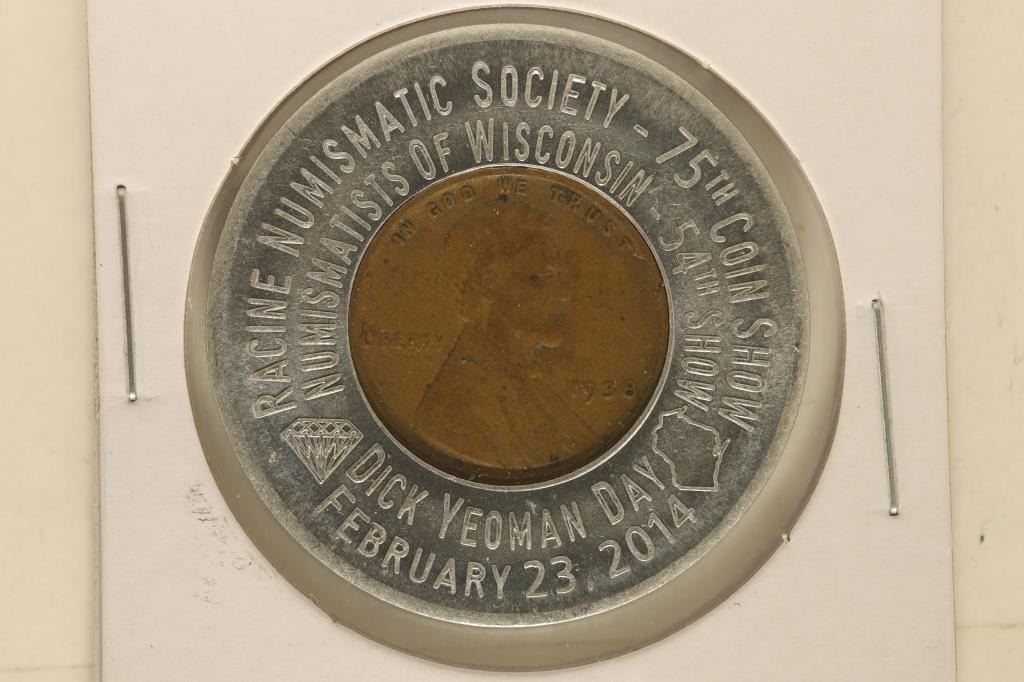 RACINE NUMISMATIC SOCIETY - 75TH COIN SHOW
NUMISMATISTS OF WISCONSIN - 54TH SHOW
IN GOD WE TRUST
LIBERTY
1938
DICK YEOMAN DAY
FEBRUARY 23, 2014